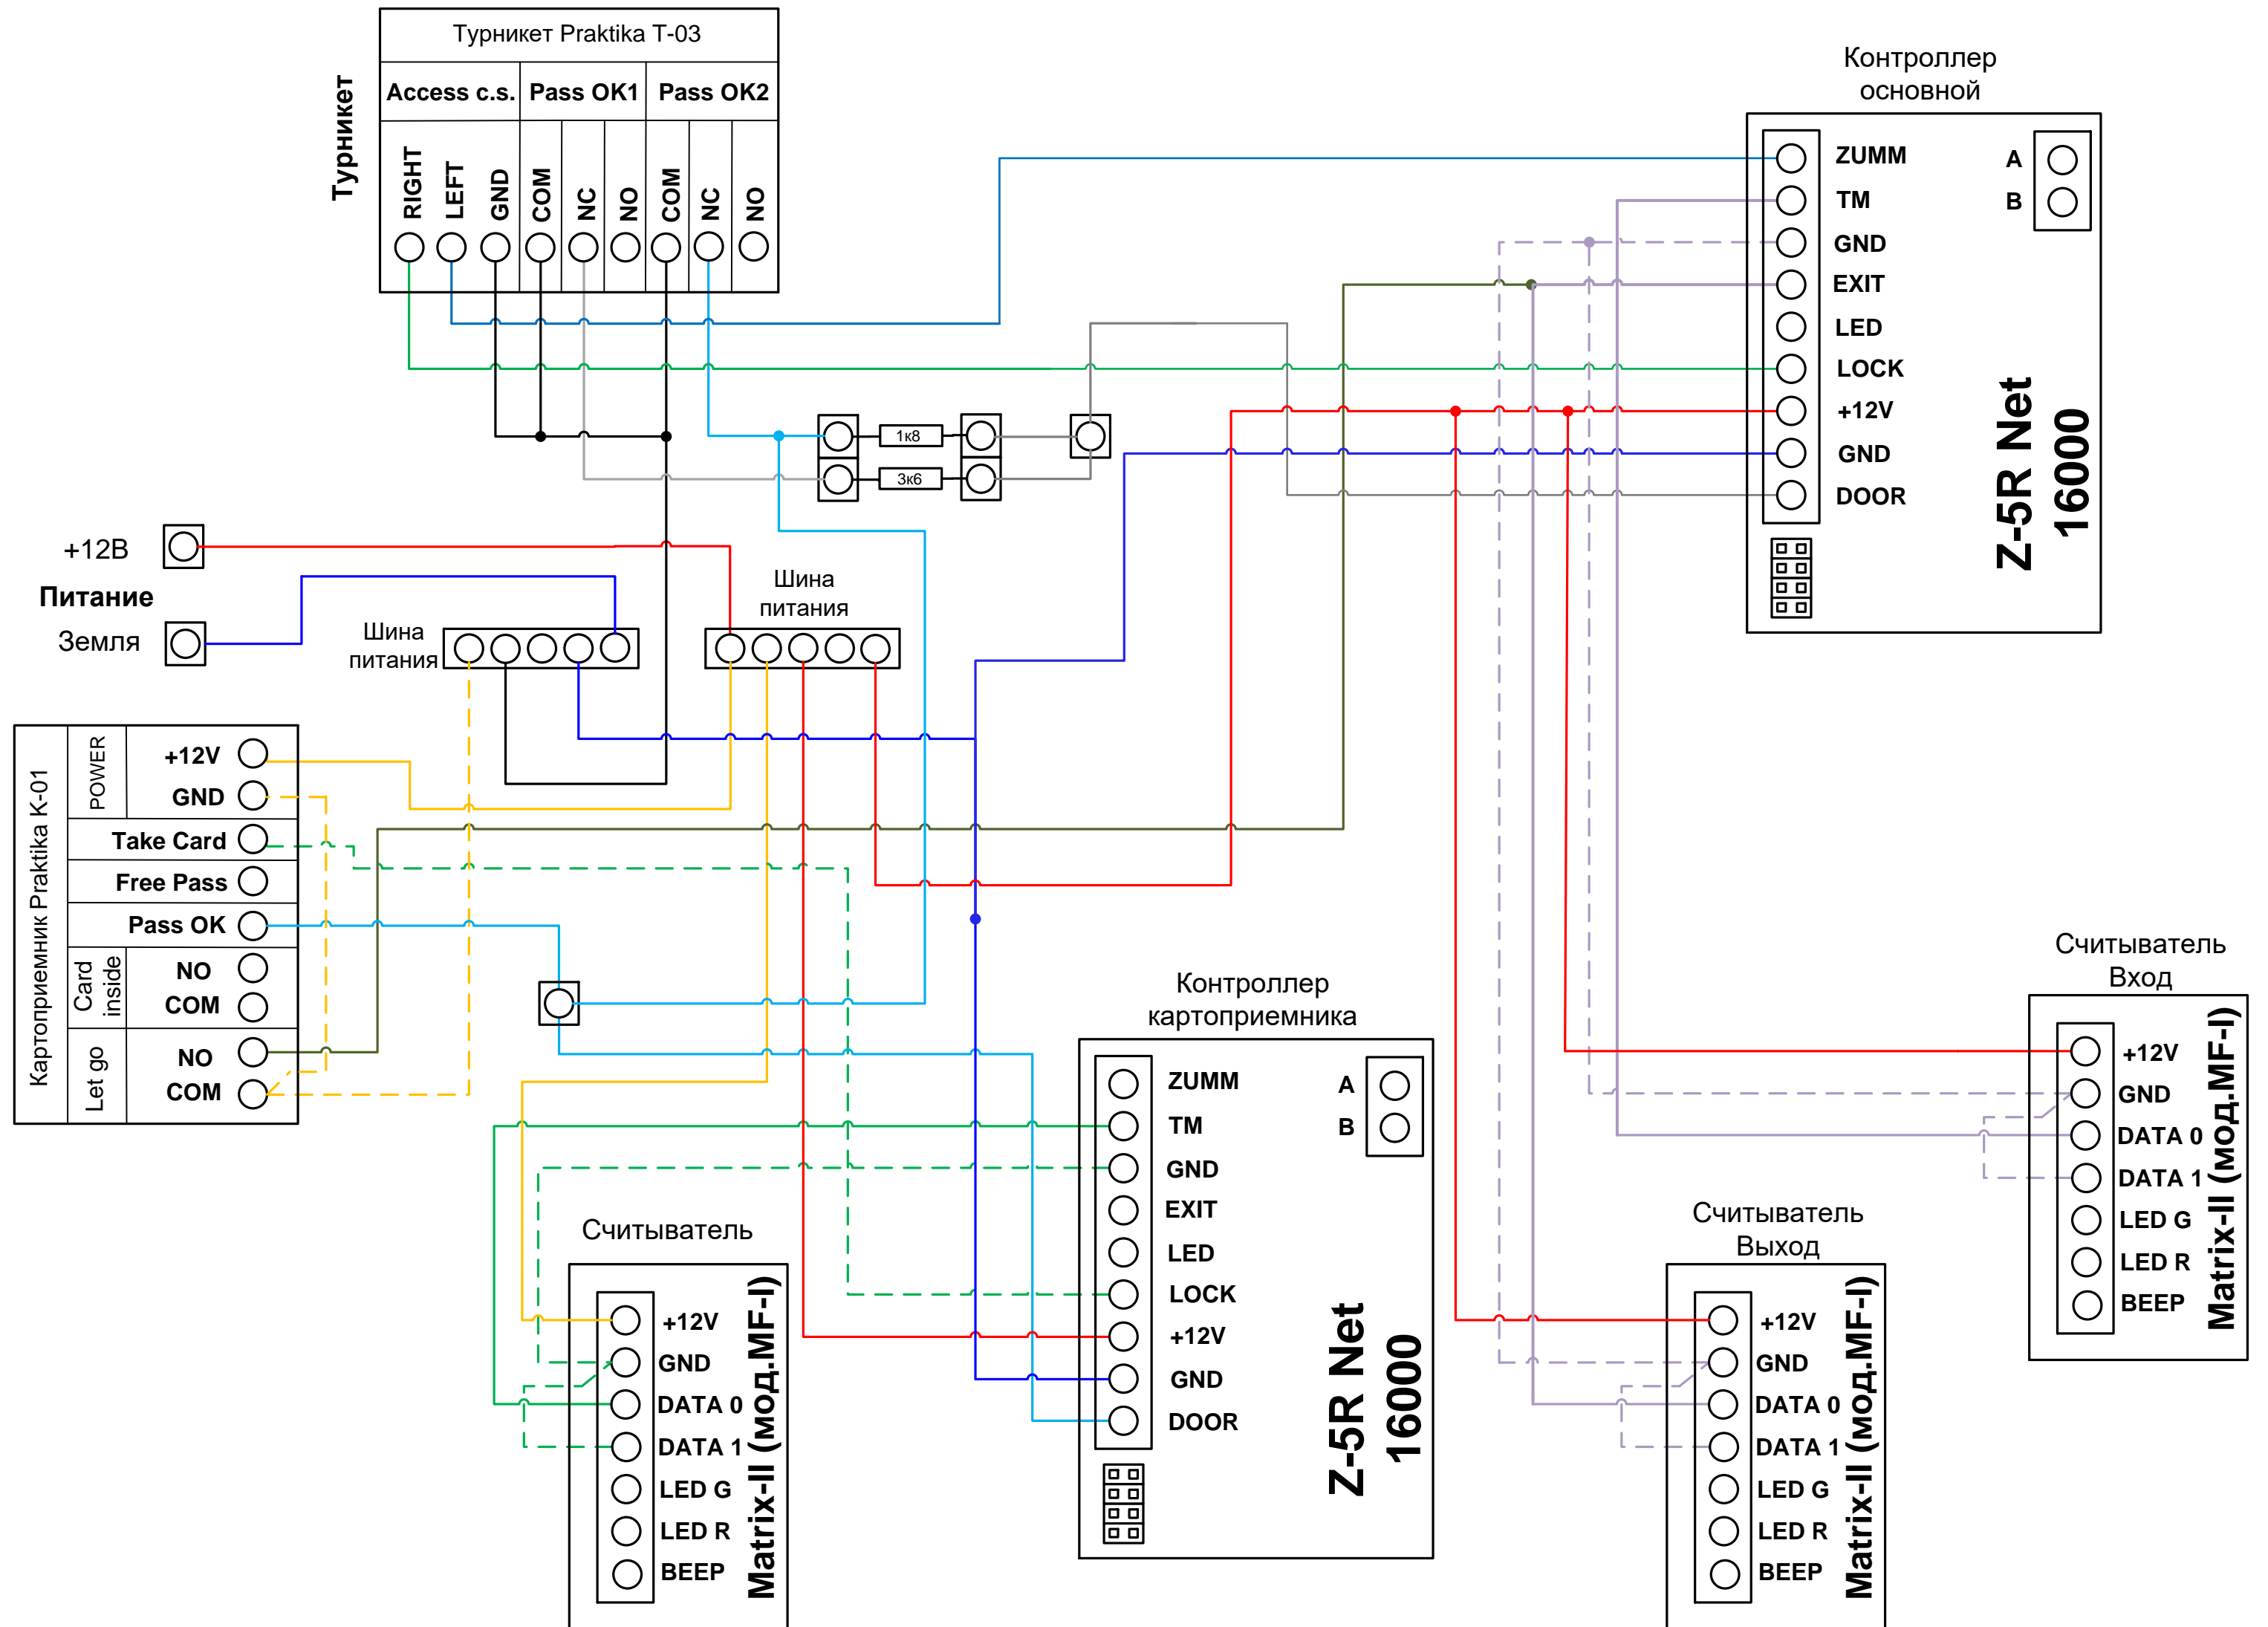 Турникет Praktika T-03
Турникет
Access c.s. Pass OK1 Pass OK2
RIGHT LEFT GND COM NC NO COM NC NO
1к8
3к6
Контроллер
основной
ZUMM
TM
GND
EXIT
LED
LOCK
+12V
GND
DOOR
A
B
Z-5R Net
16000
+12В
Питание
Земля
Шина
питания
Шина
питания
Картоприемник Praktika K-01
POWER
+12V
GND
Take Card
Free Pass
Pass OK
Card
inside
NO
COM
Let go
NO
COM
Считыватель
+12V
GND
DATA 0
DATA 1
LED G
LED R
BEEP
Matrix-II (мод.MF-I)
Контроллер
картоприемника
ZUMM
TM
GND
EXIT
LED
LOCK
+12V
GND
DOOR
A
B
Z-5R Net
16000
Считыватель
Выход
+12V
GND
DATA 0
DATA 1
LED G
LED R
BEEP
Matrix-II (мод.MF-I)
Считыватель
Вход
+12V
GND
DATA 0
DATA 1
LED G
LED R
BEEP
Matrix-II (мод.MF-I)